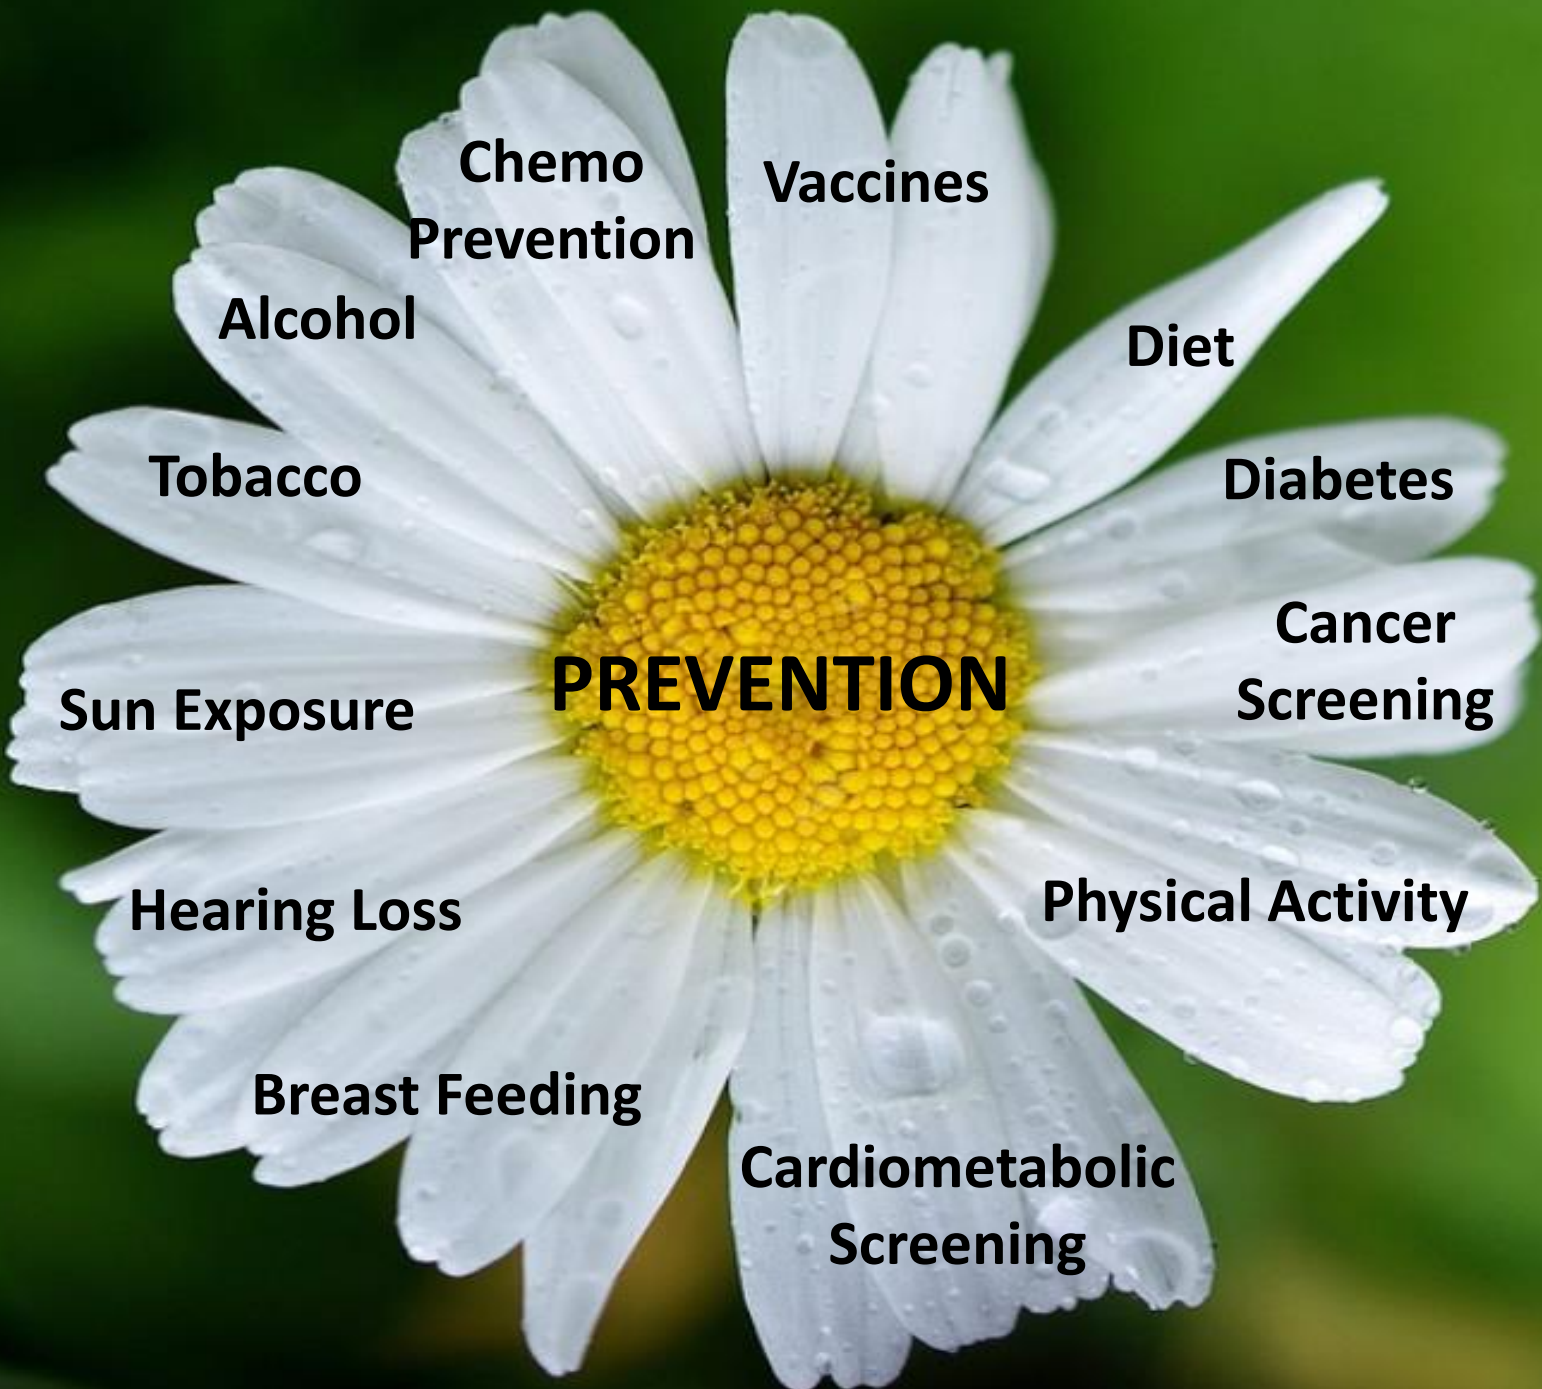 Chemo
Prevention
Vaccines
Alcohol
Diet
Tobacco
Diabetes
Cancer
Screening
PREVENTION
Sun Exposure
Physical Activity
Hearing Loss
Breast Feeding
Cardiometabolic
Screening